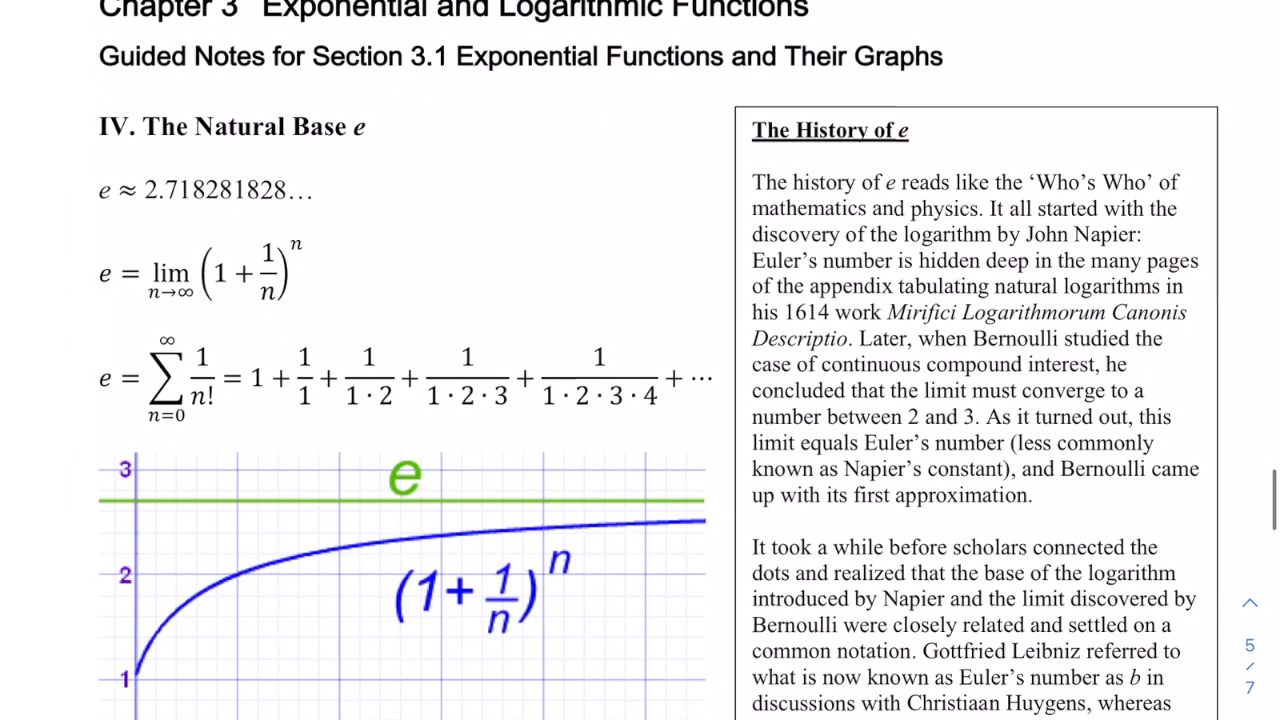 Chapter 3 Exponential and Logarithmic Functions
Guided Notes for Section 3.1 Exponential Functions and Their Graphs
IV. The Natural Base e
e ≈ 2.718281828…
e = lim n→∞ (1 + 1/n)^n
e = ∑ n=0 ∞ 1/n! = 1 + 1/1 + 1/(1·2) + 1/(1·2·3) + 1/(1·2·3·4) + ⋯
3
e
2
(1+ 1/n)^n
1
The History of e
The history of e reads like the ‘Who’s Who’ of
mathematics and physics. It all started with the
discovery of the logarithm by John Napier:
Euler’s number is hidden deep in the many pages
of the appendix tabulating natural logarithms in
his 1614 work Mirifici Logarithmorum Canonis
Descriptio. Later, when Bernoulli studied the
case of continuous compound interest, he
concluded that the limit must converge to a
number between 2 and 3. As it turned out, this
limit equals Euler’s number (less commonly
known as Napier’s constant), and Bernoulli came
up with its first approximation.
It took a while before scholars connected the
dots and realized that the base of the logarithm
introduced by Napier and the limit discovered by
Bernoulli were closely related and settled on a
common notation. Gottfried Leibniz referred to
what is now known as Euler’s number as b in
discussions with Christiaan Huygens, whereas
5
/
7